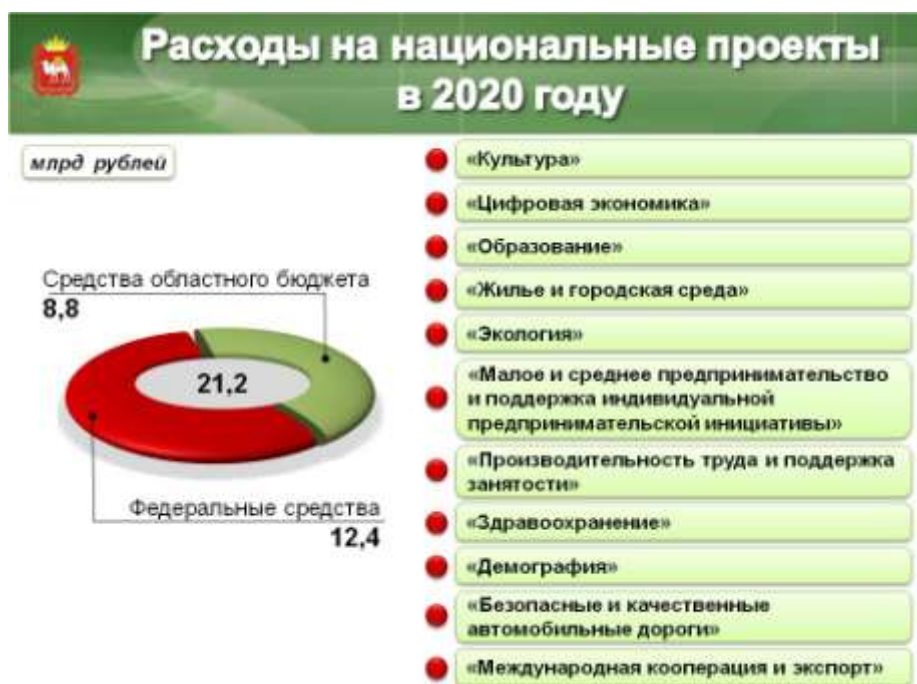 Расходы на национальные проекты
в 2020 году
млрд рублей
Средства областного бюджета
8,8
21,2
Федеральные средства
12,4
«Культура»
«Цифровая экономика»
«Образование»
«Жилье и городская среда»
«Экология»
«Малое и среднее предпринимательство
и поддержка индивидуальной
предпринимательской инициативы»
«Производительность труда и поддержка
занятости»
«Здравоохранение»
«Демография»
«Безопасные и качественные
автомобильные дороги»
«Международная кооперация и экспорт»